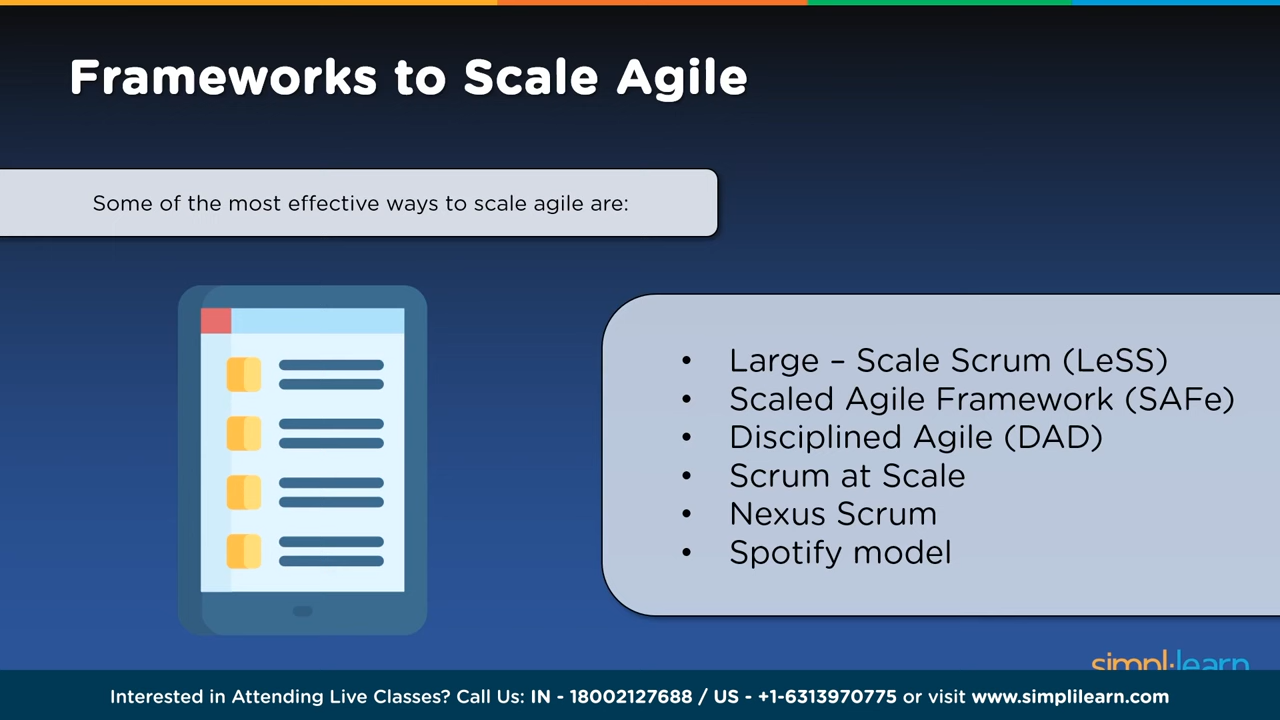 Frameworks to Scale Agile
Some of the most effective ways to scale agile are:
• Large – Scale Scrum (LeSS)
• Scaled Agile Framework (SAFe)
• Disciplined Agile (DAD)
• Scrum at Scale
• Nexus Scrum
• Spotify model
simpl·learn
Interested in Attending Live Classes? Call Us: IN - 18002127688 / US - +1-6313970775 or visit www.simplilearn.com